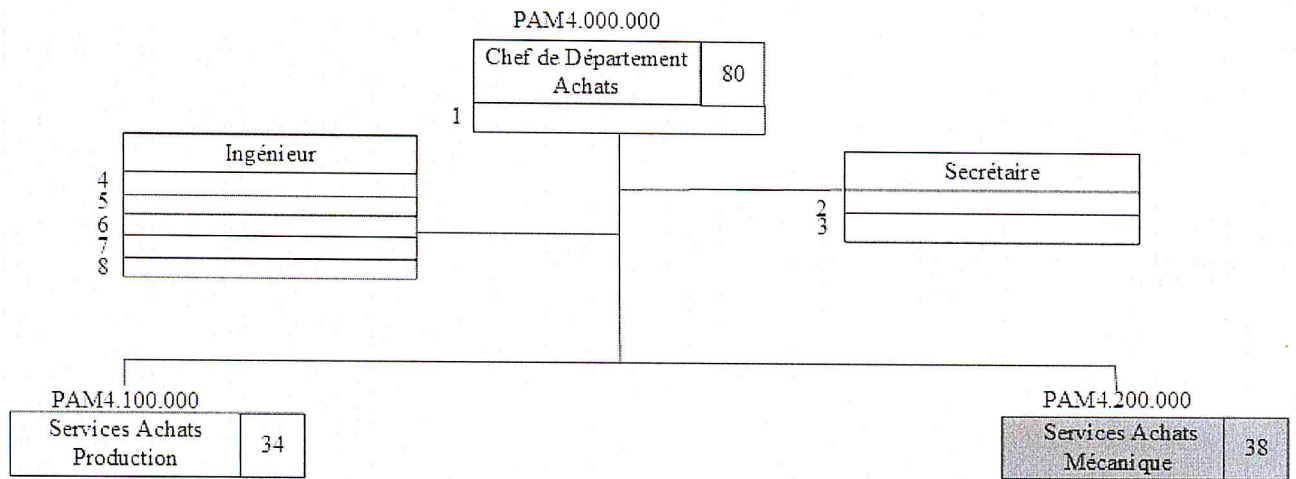 PAM4.000.000
Chef de Département
Achats
80
1
Ingénieur
4
5
6
7
8
Secrétaire
2
3
PAM4.100.000
Services Achats
Production
34
PAM4.200.000
Services Achats
Mécanique
38